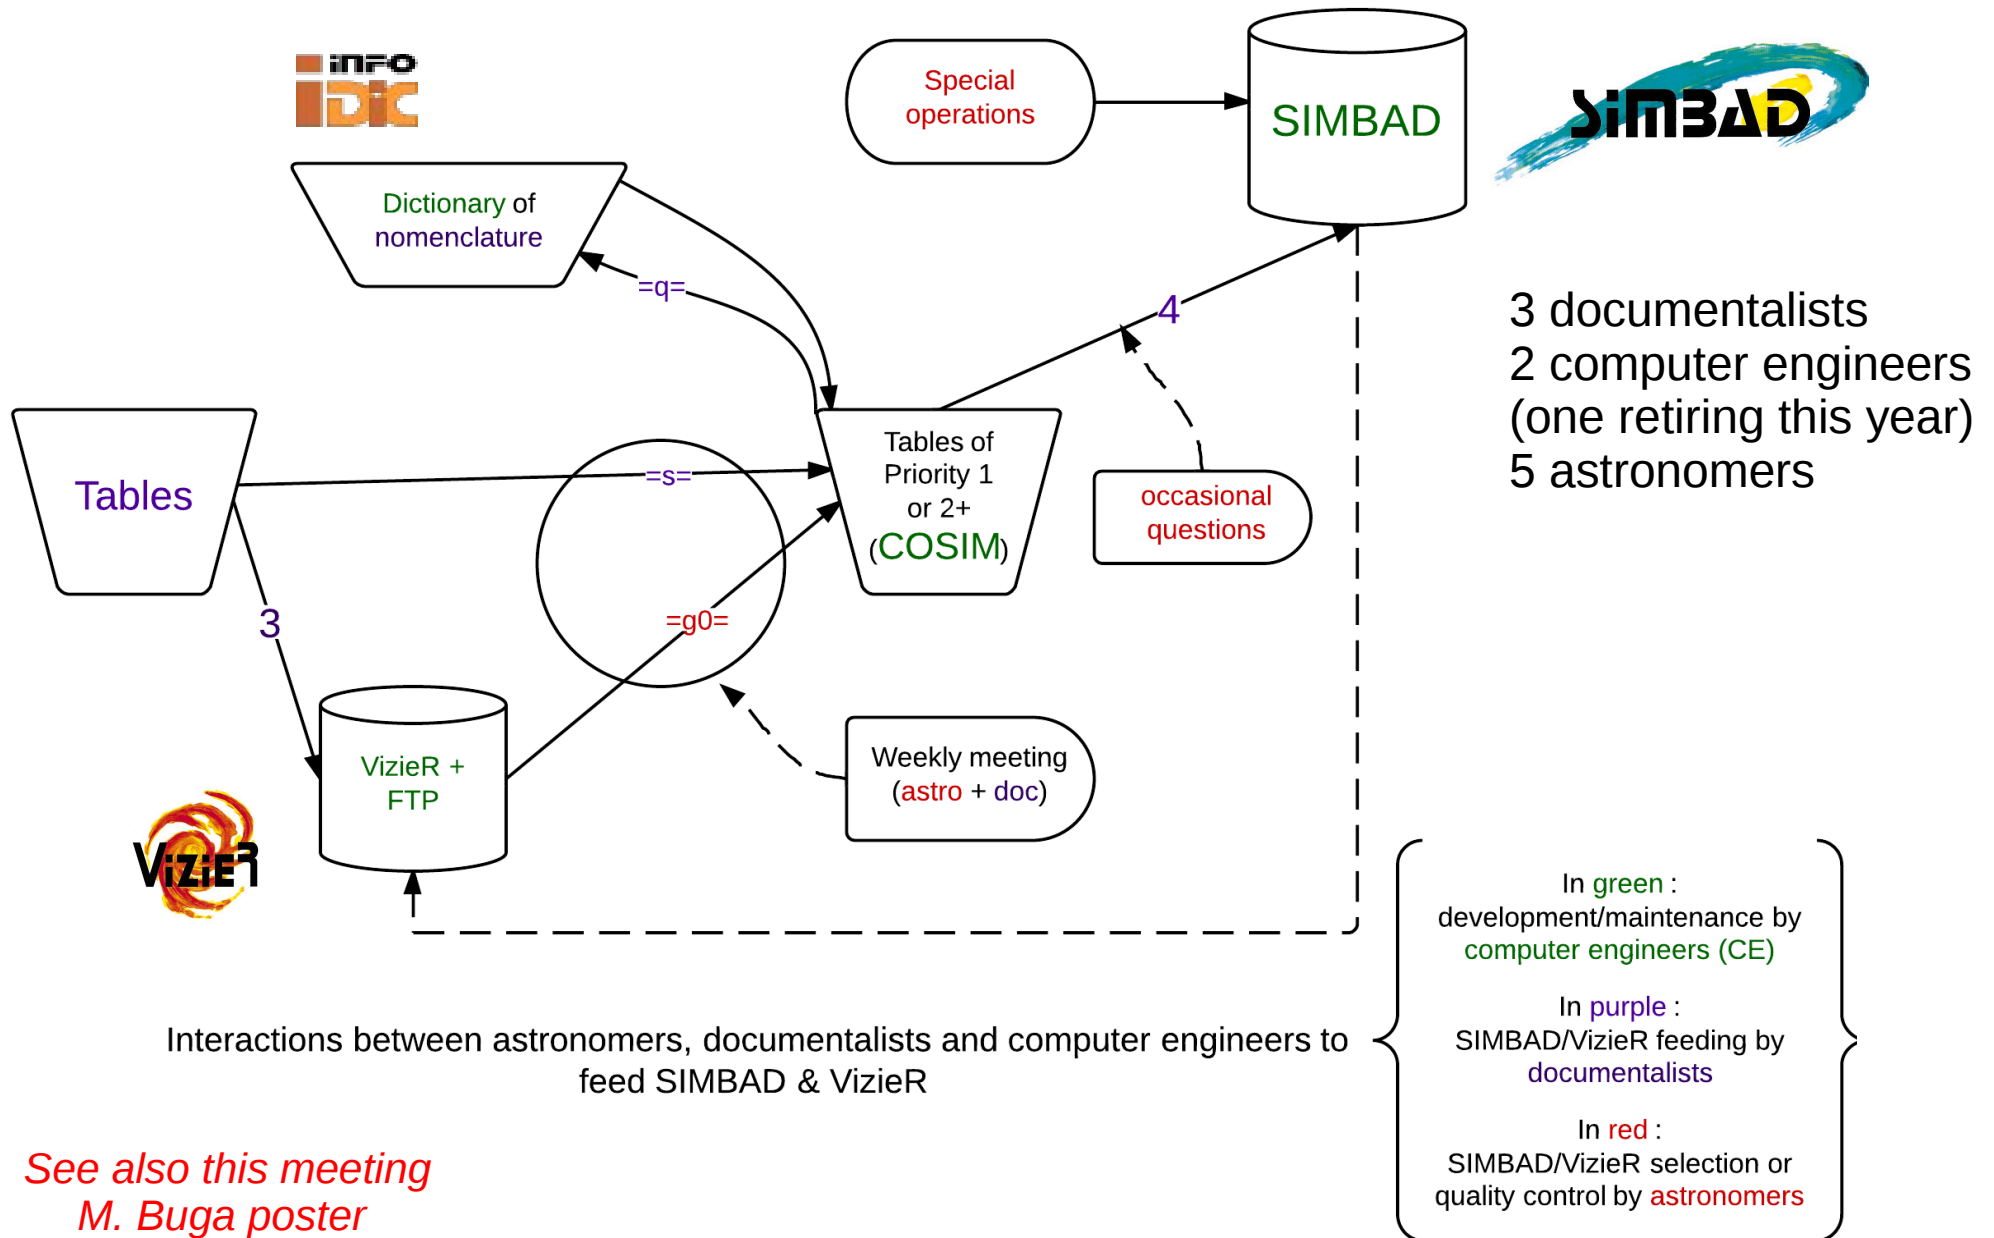 iNFO
iDiC
Special
operations
SIMBAD
SiMBAD
Dictionary of
nomenclature
=q=
4
3 documentalists
2 computer engineers
(one retiring this year)
5 astronomers
Tables
=s=
Tables of
Priority 1
or 2+
(COSIM)
occasional
questions
3
=g0=
VizieR +
FTP
Weekly meeting
(astro + doc)
ViZiER
In green :
development/maintenance by
computer engineers (CE)
In purple :
SIMBAD/VizieR feeding by
documentalists
In red :
SIMBAD/VizieR selection or
quality control by astronomers
Interactions between astronomers, documentalists and computer engineers to
feed SIMBAD & VizieR
See also this meeting
M. Buga poster